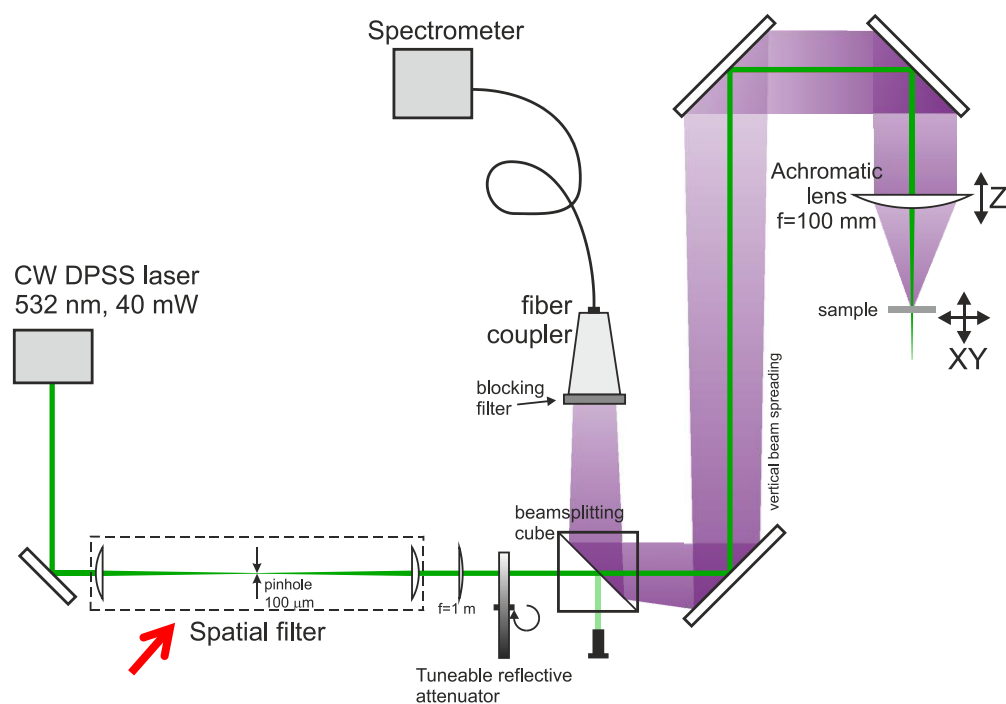 Spectrometer
Achromatic
lens
f=100 mm
Z
CW DPSS laser
532 nm, 40 mW
fiber
coupler
sample
XY
blocking
filter
vertical beam spreading
beamsplitting
cube
pinhole
100 μm
f=1 m
Spatial filter
Tuneable reflective
attenuator